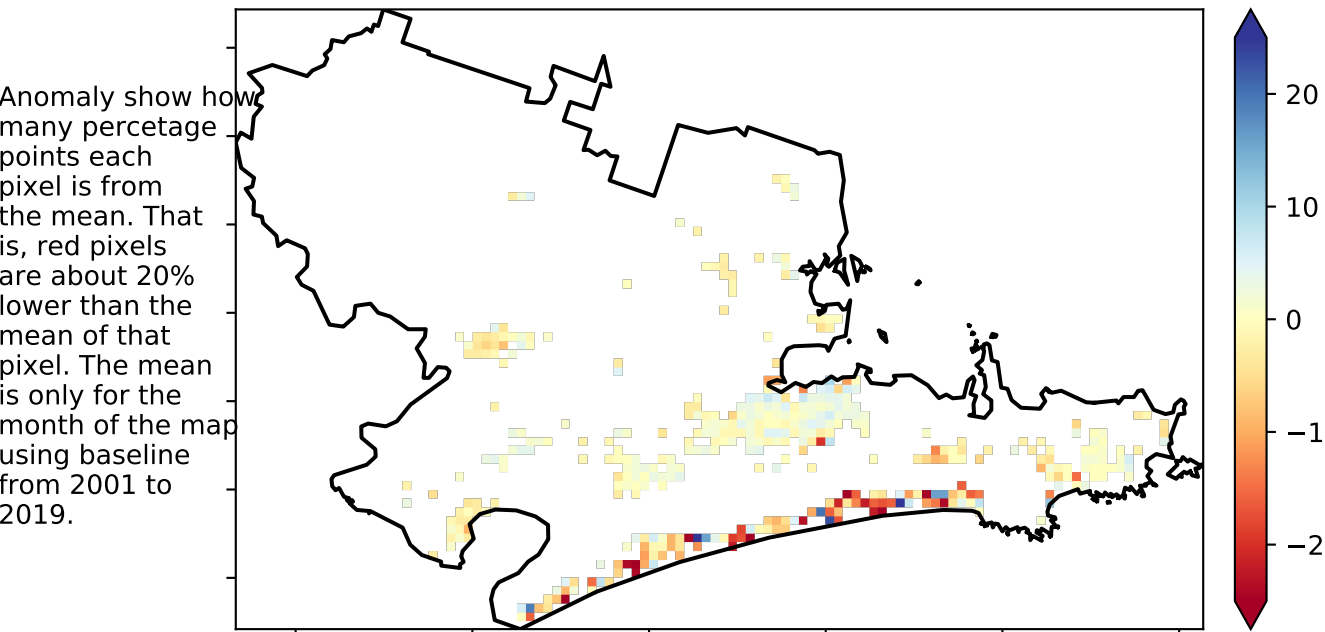 Anomaly show how
many percetage
points each
pixel is from
the mean. That
is, red pixels
are about 20%
lower than the
mean of that
pixel. The mean
is only for the
month of the map
using baseline
from 2001 to
2019.
20
10
0
−1
−2